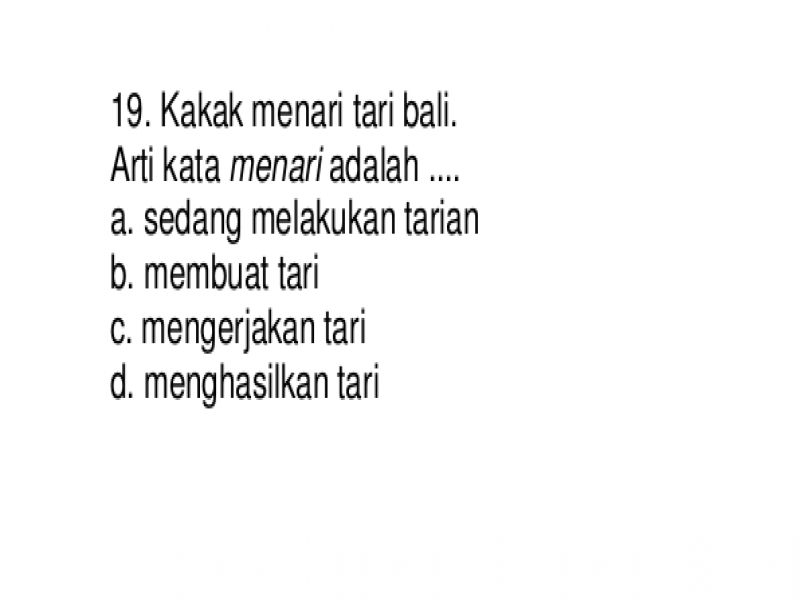 19. Kakak menari tari bali.
Arti kata menari adalah ....
a. sedang melakukan tarian
b. membuat tari
c. mengerjakan tari
d. menghasilkan tari